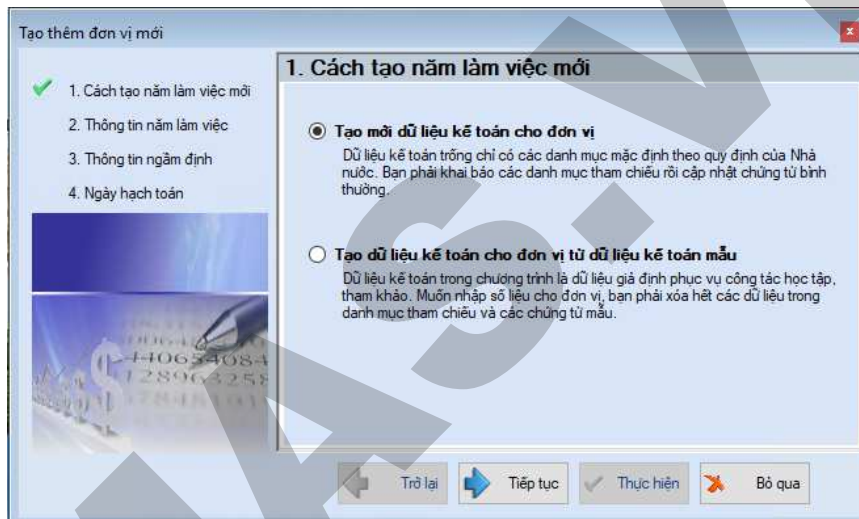 Tạo thêm đơn vị mới
1. Cách tạo năm làm việc mới
2. Thông tin năm làm việc
3. Thông tin ngầm định
4. Ngày hạch toán
1. Cách tạo năm làm việc mới
Tạo mới dữ liệu kế toán cho đơn vị
Dữ liệu kế toán trống chỉ có các danh mục mặc định theo quy định của Nhà
nước. Bạn phải khai báo các danh mục tham chiếu rồi cập nhật chứng từ bình
thường.
Tạo dữ liệu kế toán cho đơn vị từ dữ liệu kế toán mẫu
Dữ liệu kế toán trong chương trình là dữ liệu giả định phục vụ công tác học tập,
tham khảo. Muốn nhập số liệu cho đơn vị, bạn phải xóa hết các dữ liệu trong
danh mục tham chiếu và các chứng từ mẫu.
Trở lại
Tiếp tục
Thực hiện
Bỏ qua